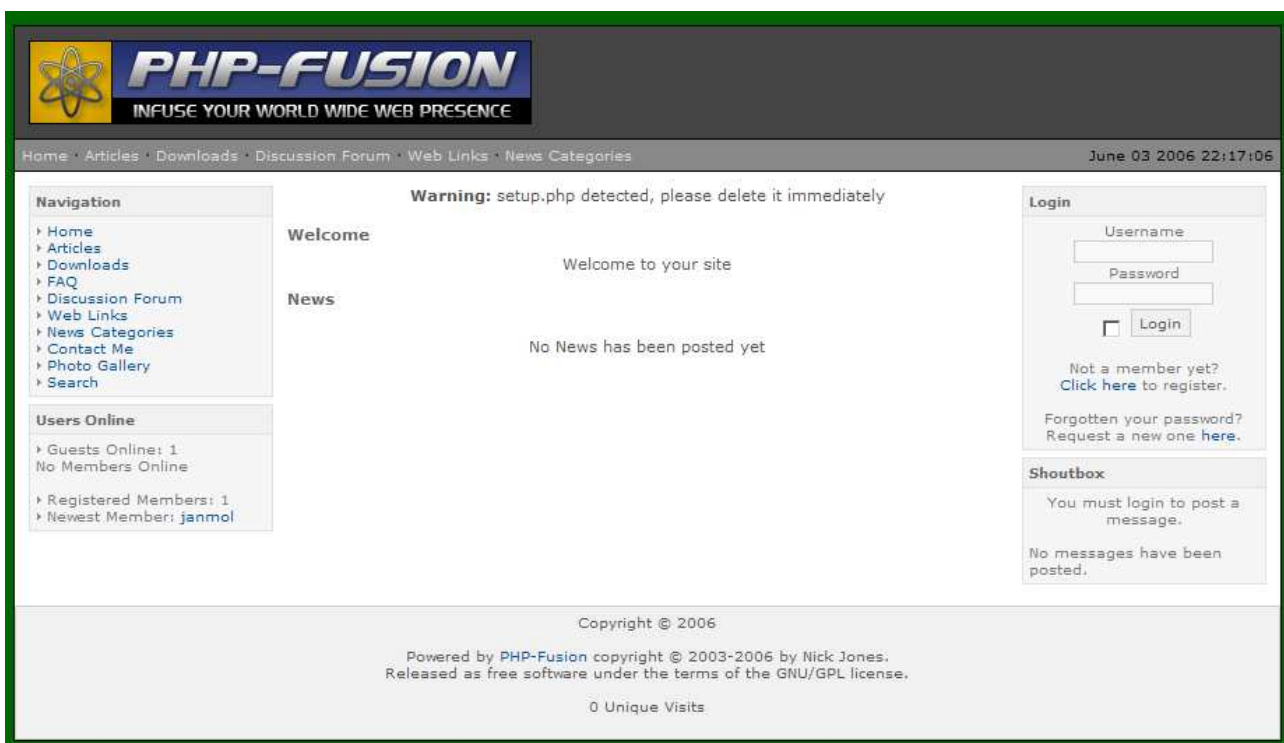 PHP-FUSION
INFUSE YOUR WORLD WIDE WEB PRESENCE
Home · Articles · Downloads · Discussion Forum · Web Links · News Categories
June 03 2006 22:17:06
Navigation
Home
Articles
Downloads
FAQ
Discussion Forum
Web Links
News Categories
Contact Me
Photo Gallery
Search
Users Online
Guests Online: 1
No Members Online
Registered Members: 1
Newest Member: janmol
Warning: setup.php detected, please delete it immediately
Welcome
Welcome to your site
News
No News has been posted yet
Login
Username
Password
Login
Not a member yet?
Click here to register.
Forgotten your password?
Request a new one here.
Shoutbox
You must login to post a
message.
No messages have been
posted.
Copyright © 2006
Powered by PHP-Fusion copyright © 2003-2006 by Nick Jones.
Released as free software under the terms of the GNU/GPL license.
0 Unique Visits